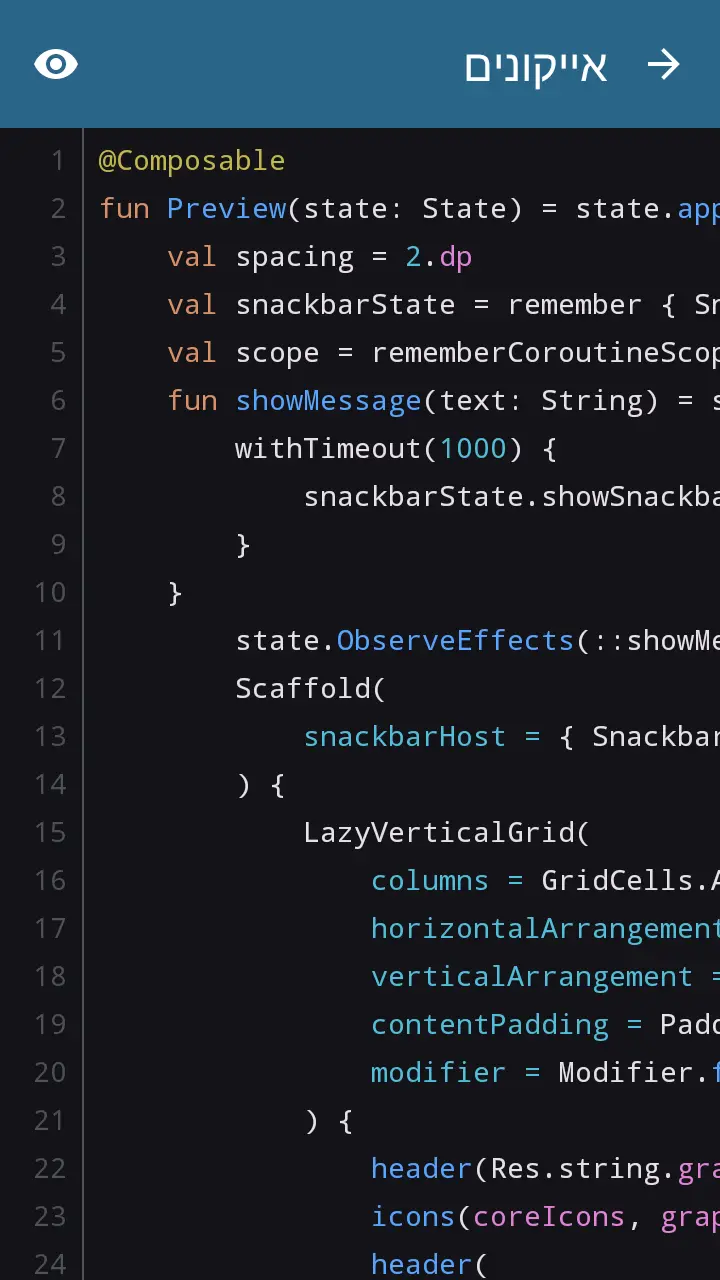 אייקונים
1 @Composable
2 fun Preview(state: State) = state.app
3 val spacing = 2.dp
4 val snackbarState = remember { Sn
5 val scope = rememberCoroutineScop
6 fun showMessage(text: String) = s
7 withTimeout(1000) {
8 snackbarState.showSnackba
9 }
10 }
11 state.ObserveEffects(::showMe
12 Scaffold(
13 snackbarHost = { Snackbar
14 ) {
15 LazyVerticalGrid(
16 columns = GridCells.A
17 horizontalArrangement
18 verticalArrangement =
19 contentPadding = Padd
20 modifier = Modifier.f
21 ) {
22 header(Res.string.gra
23 icons(coreIcons, grap
24 header(